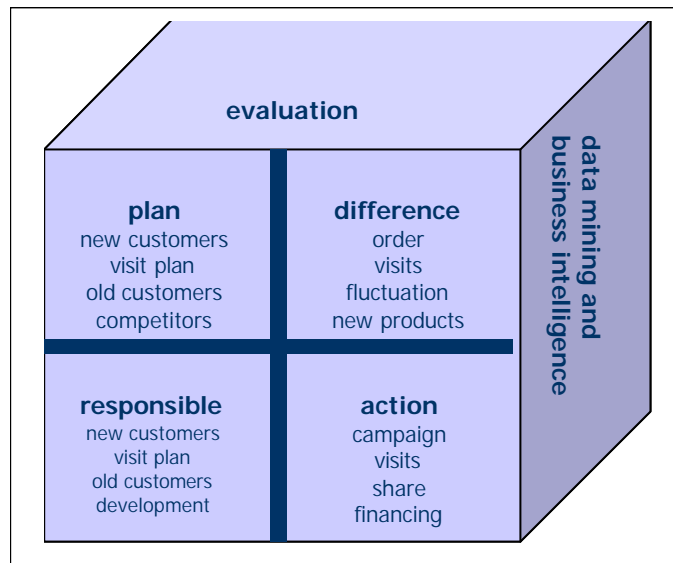 evaluation
plan
new customers
visit plan
old customers
competitors
difference
order
visits
fluctuation
new products
responsible
new customers
visit plan
old customers
development
action
campaign
visits
share
financing
data mining and
business intelligence